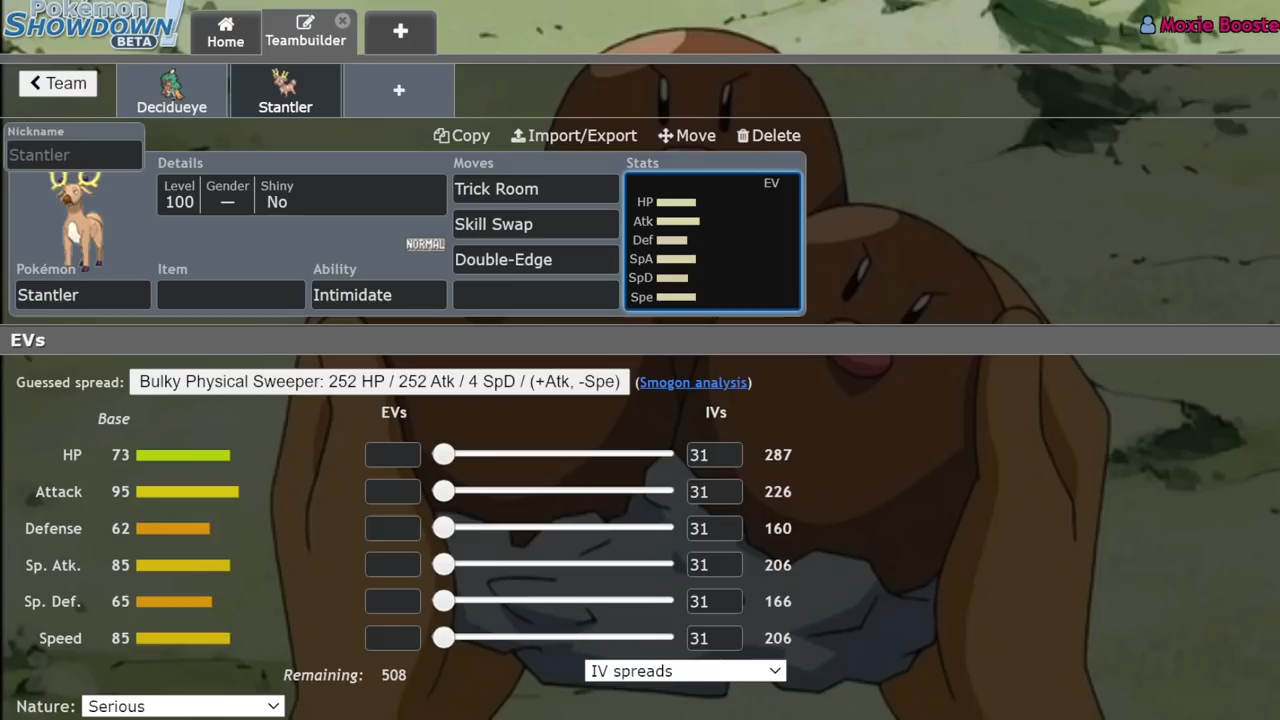 Pokémon
SHOWDOWN!
BETA
Home
Teambuilder
Moxie Booste
Team
Decidueye
Stantler
Nickname
Stantler
Copy
Import/Export
Move
Delete
Details
Moves
Stats
Level
Gender
Shiny
100
—
No
NORMAL
Pokémon
Item
Ability
Stantler
Intimidate
Trick Room
Skill Swap
Double-Edge
EV
HP
Atk
Def
SpA
SpD
Spe
EVs
Guessed spread: Bulky Physical Sweeper: 252 HP / 252 Atk / 4 SpD / (+Atk, -Spe) (Smogon analysis)
Base EVs IVs
HP 73 31 287
Attack 95 31 226
Defense 62 31 160
Sp. Atk. 85 31 206
Sp. Def. 65 31 166
Speed 85 31 206
Remaining: 508
IV spreads
Nature: Serious